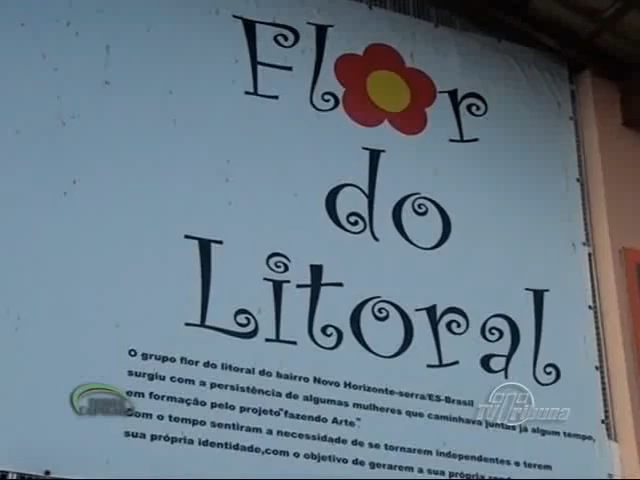 Flor
do
Litoral
O grupo flor do litoral do bairro Novo Horizonte-serra/ES-Brasil
surgiu com a persistência de algumas mulheres que caminhava juntas já algum tempo,
em formação pelo projeto"fazendo Arte"
Com o tempo sentiram a necessidade de se tornarem independentes e terem
sua própria identidade,com o objetivo de gerarem a sua própria
TV Tribuna